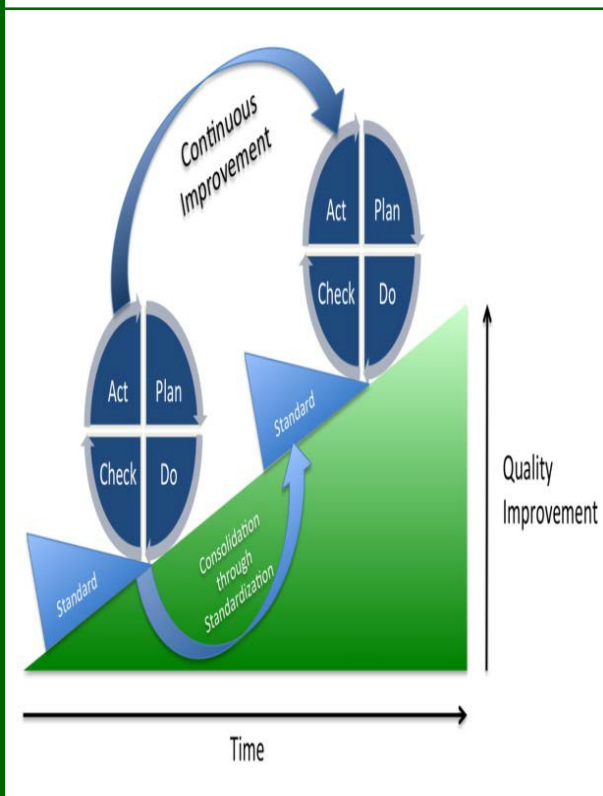 Continuous
Improvement
Act
Plan
Check
Do
Act
Plan
Check
Do
Standard
Standard
Consolidation
through
Standardization
Quality
Improvement
Time